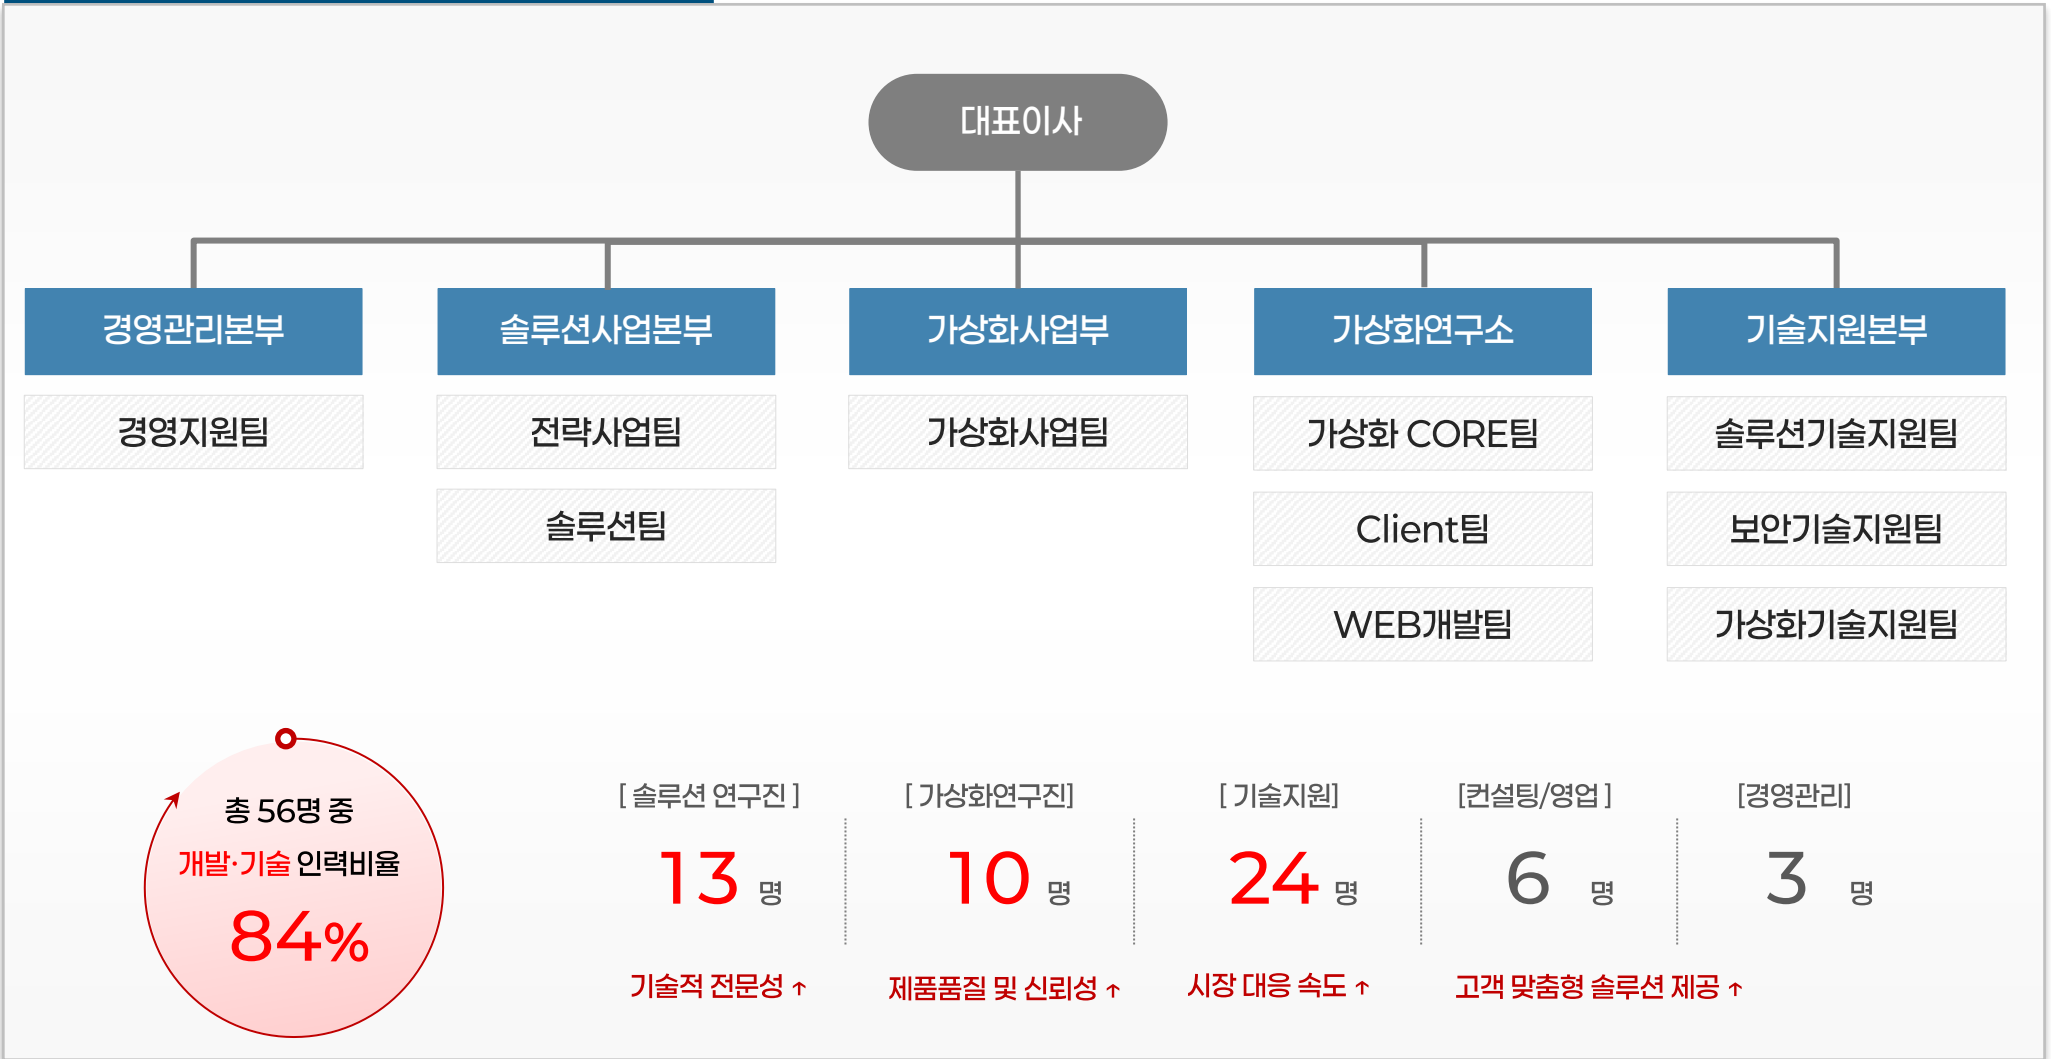 대표이사
경영관리본부
솔루션사업본부
가상화사업부
가상화연구소
기술지원본부
경영지원팀
전략사업팀
가상화사업팀
가상화 CORE팀
솔루션기술지원팀
솔루션팀
Client팀
보안기술지원팀
WEB개발팀
가상화기술지원팀
총 56명 중
개발·기술 인력비율
84%
[ 솔루션 연구진 ]
13 명
기술적 전문성 ↑
[ 가상화연구진]
10 명
제품품질 및 신뢰성 ↑
[ 기술지원]
24 명
시장 대응 속도 ↑
[컨설팅/영업 ]
6 명
고객 맞춤형 솔루션 제공 ↑
[경영관리]
3 명